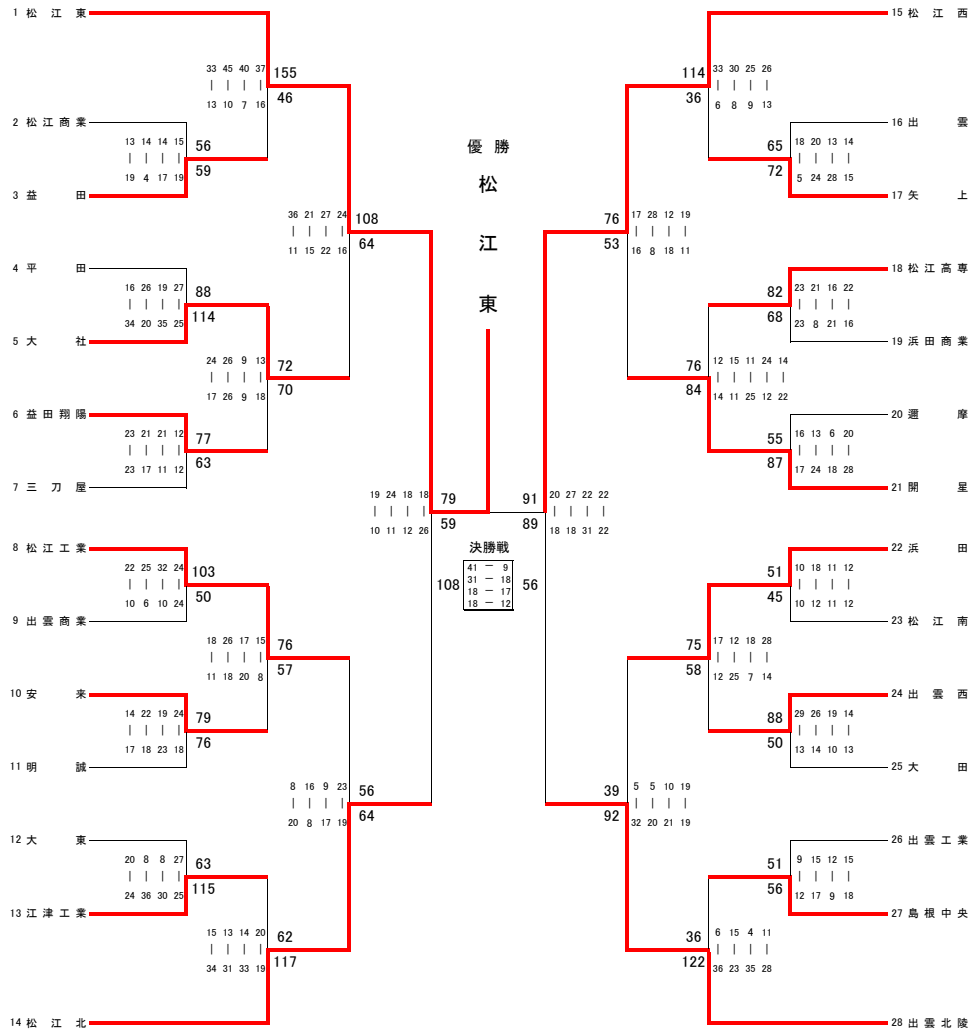 1 松江東
33 45 40 37
155
46
13 10 7 16
2 松江商業
13 14 14 15
56
59
19 4 17 19
3 益田
36 21 27 24
108
64
11 15 22 16
4 平田
16 26 19 27
88
114
34 20 35 25
5 大社
24 26 9 13
72
70
17 26 9 18
6 益田翔陽
23 21 21 12
77
63
23 17 11 12
7 三刀屋
19 24 18 18
79
59
10 11 12 26
8 松江工業
22 25 32 24
103
50
10 6 10 24
9 出雲商業
18 26 17 15
76
57
11 18 20 8
10 安来
14 22 19 24
79
76
17 18 23 18
11 明誠
8 16 9 23
56
64
20 8 17 19
12 大東
20 8 8 27
63
115
24 36 30 25
13 江津工業
15 13 14 20
62
117
34 31 33 19
14 松江北
優勝
松江東
決勝戦
108
41 － 9
31 － 18
18 － 17
18 － 12
56
15 松江西
114
36
33 30 25 26
6 8 9 13
16 出雲
65
72
18 20 13 14
5 24 28 15
17 矢上
76
53
17 28 12 19
16 8 18 11
18 松江高専
82
68
23 21 16 22
23 8 21 16
19 浜田商業
76
84
12 15 11 24 14
14 11 25 12 22
20 邇摩
55
87
16 13 6 20
17 24 18 28
21 開星
91
89
20 27 22 22
18 18 31 22
22 浜田
51
45
10 18 11 12
10 12 11 12
23 松江南
75
58
17 12 18 28
12 25 7 14
24 出雲西
88
50
29 26 19 14
13 14 10 13
25 大田
39
92
5 5 10 19
32 20 21 19
26 出雲工業
51
56
9 15 12 15
12 17 9 18
27 島根中央
36
122
6 15 4 11
36 23 35 28
28 出雲北陵